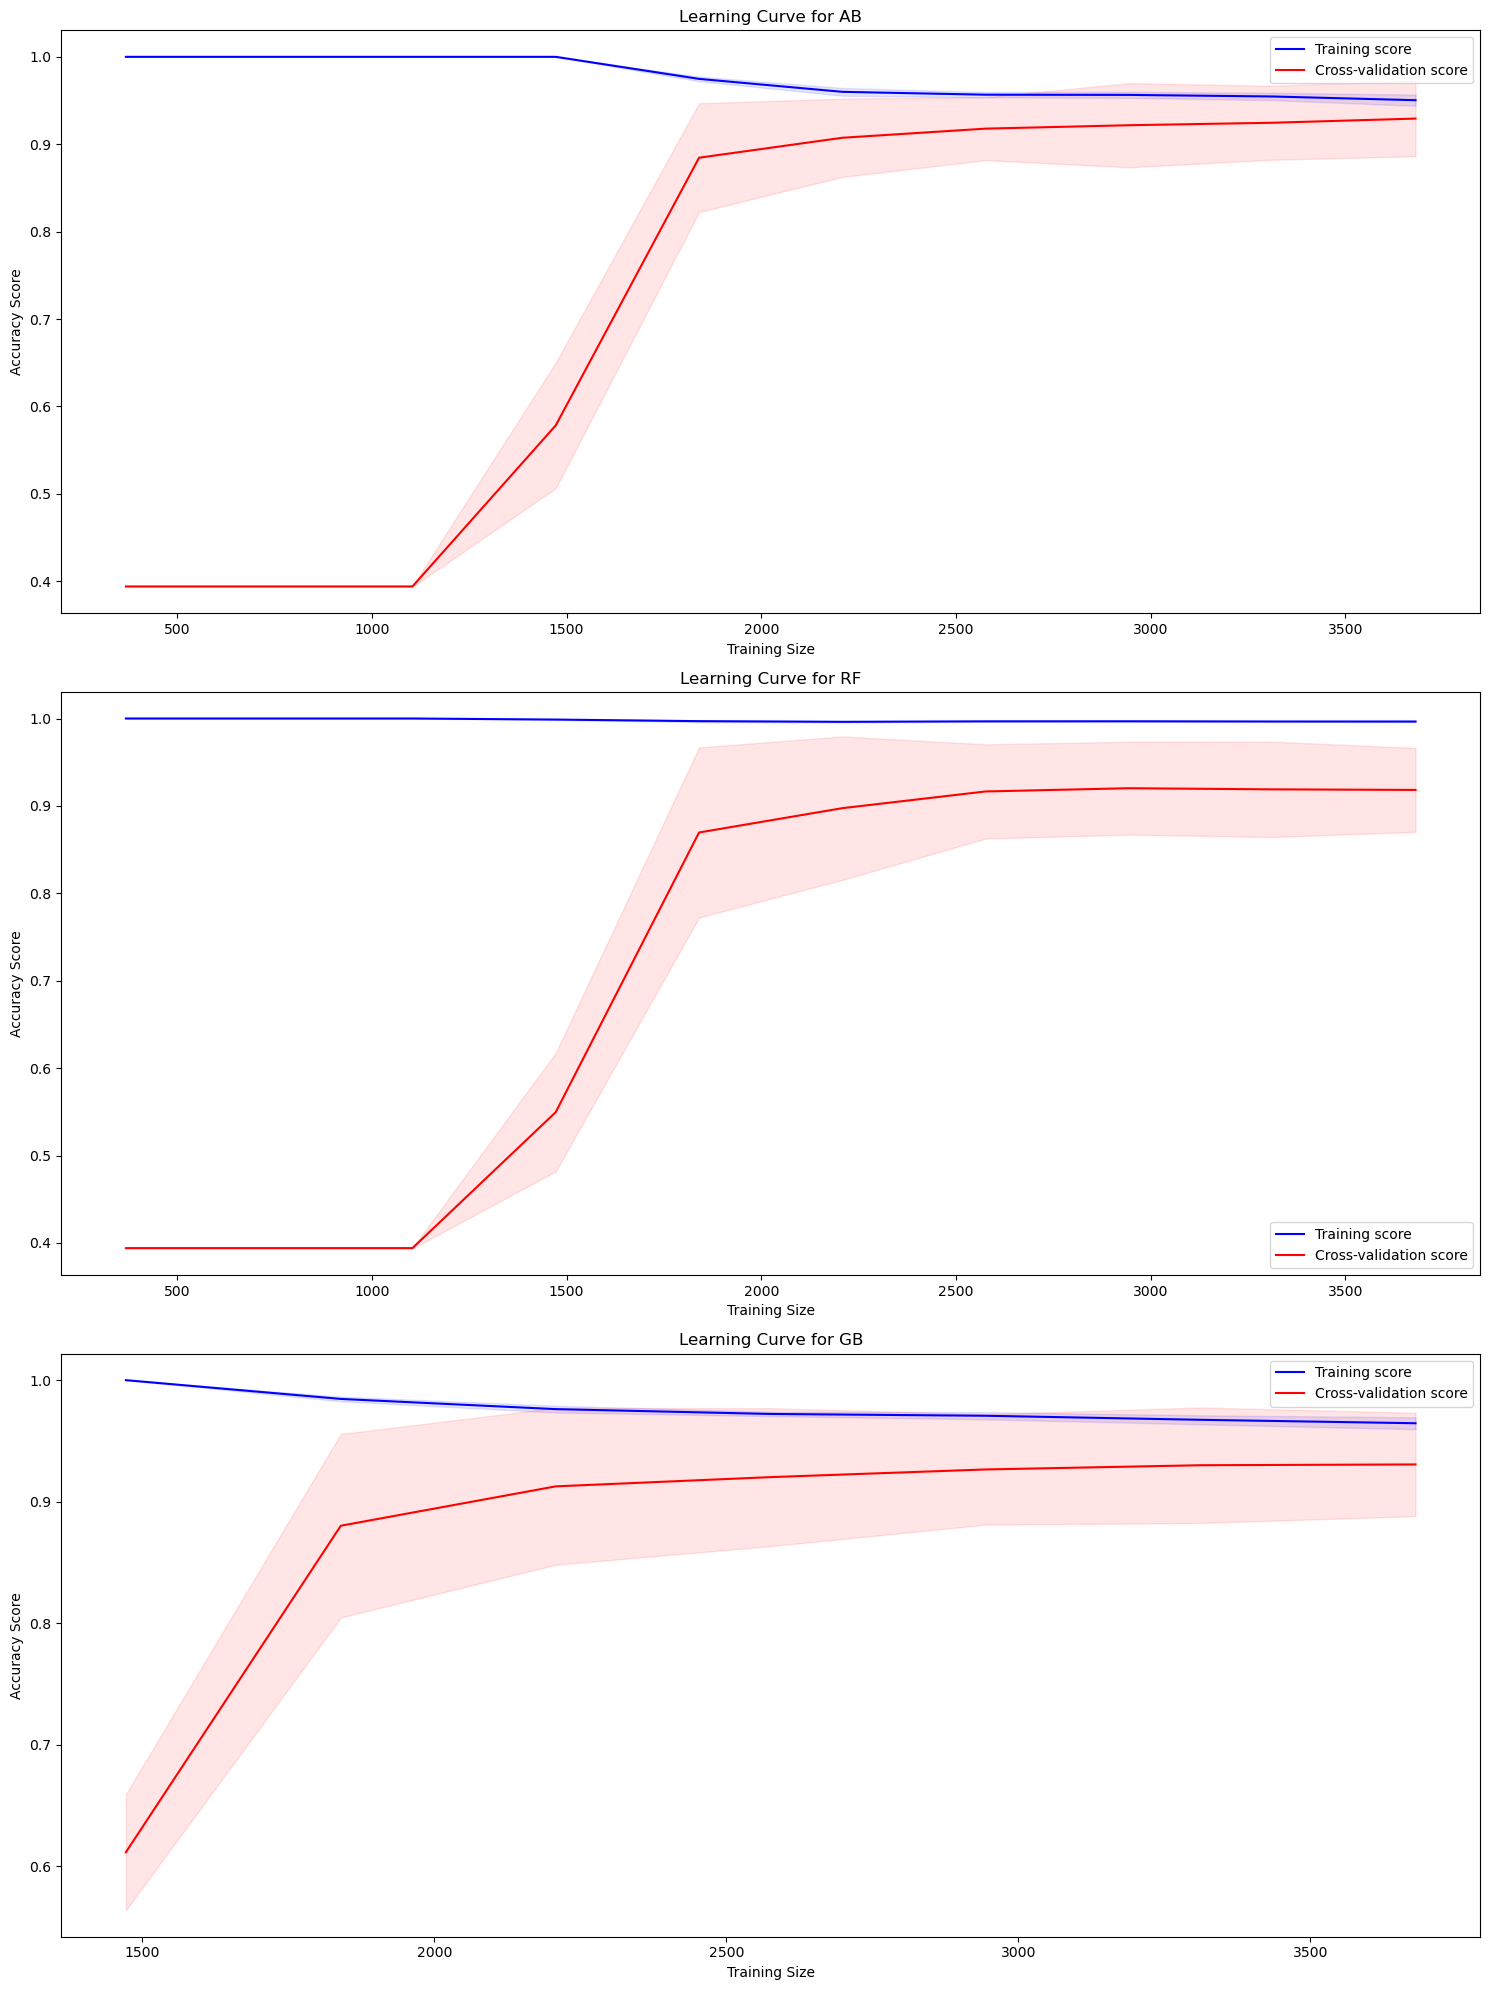 Learning Curve for AB
Training score
Cross-validation score
1.0
0.9
0.8
0.7
0.6
0.5
0.4
Accuracy Score
500 1000 1500 2000 2500 3000 3500
Training Size
Learning Curve for RF
1.0
0.9
0.8
0.7
0.6
0.5
0.4
Accuracy Score
Training score
Cross-validation score
500 1000 1500 2000 2500 3000 3500
Training Size
Learning Curve for GB
Training score
Cross-validation score
1.0
0.9
0.8
0.7
0.6
Accuracy Score
1500 2000 2500 3000 3500
Training Size